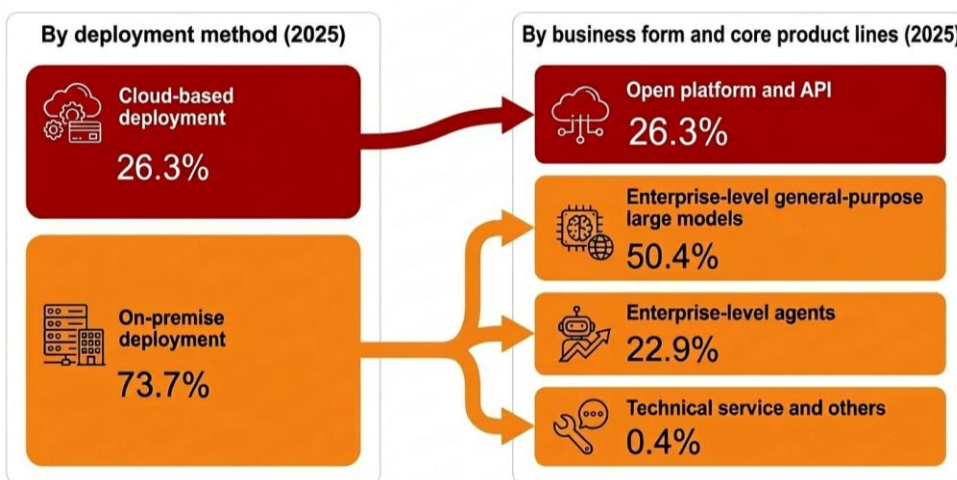 By deployment method (2025)
Cloud-based
deployment
26.3%
On-premise
deployment
73.7%
By business form and core product lines (2025)
Open platform and API
26.3%
Enterprise-level general-purpose
large models
50.4%
Enterprise-level agents
22.9%
Technical service and others
0.4%